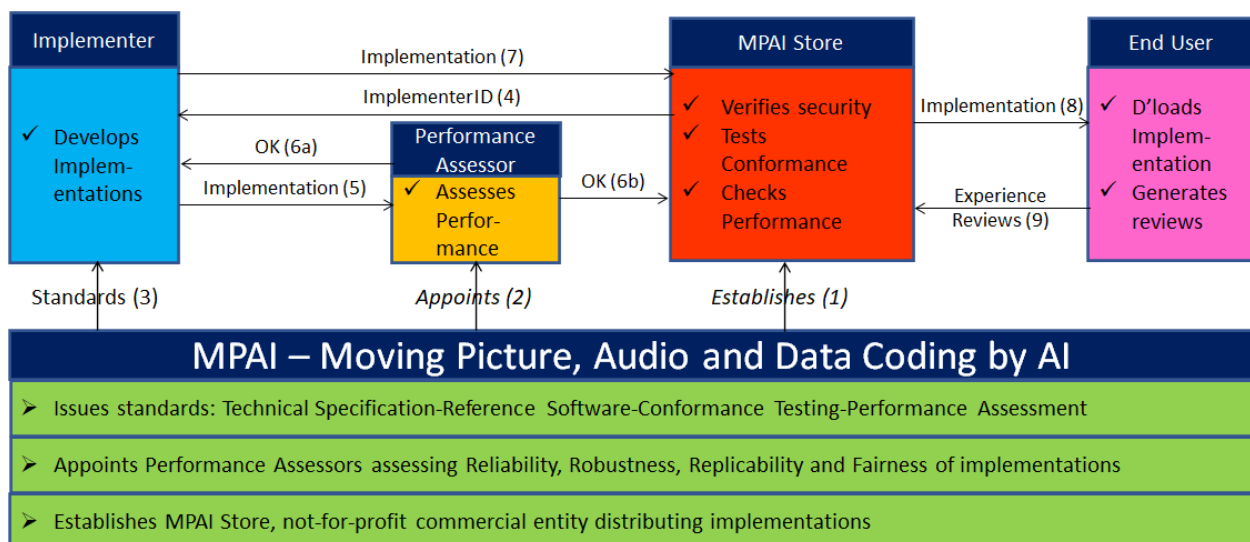 Implementer
✓ Develops
Implem-
entations
Implementation (7)
ImplementerID (4)
OK (6a)
Implementation (5)
Performance
Assessor
✓ Assesses
Perfor-
mance
OK (6b)
MPAI Store
✓ Verifies security
✓ Tests
Conformance
✓ Checks
Performance
Implementation (8)
Experience
Reviews (9)
End User
✓ D'loads
Implem-
entation
✓ Generates
reviews
Standards (3)
Appoints (2)
Establishes (1)
MPAI – Moving Picture, Audio and Data Coding by AI
➢ Issues standards: Technical Specification-Reference Software-Conformance Testing-Performance Assessment
➢ Appoints Performance Assessors assessing Reliability, Robustness, Replicability and Fairness of implementations
➢ Establishes MPAI Store, not-for-profit commercial entity distributing implementations